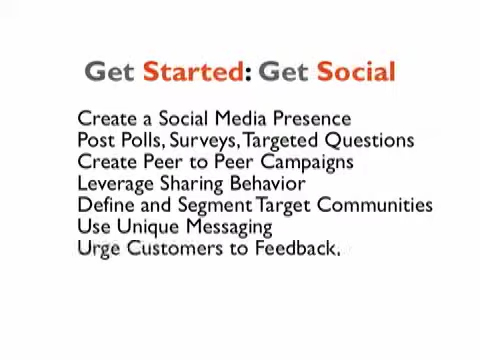 Get Started: Get Social
Create a Social Media Presence
Post Polls, Surveys, Targeted Questions
Create Peer to Peer Campaigns
Leverage Sharing Behavior
Define and Segment Target Communities
Use Unique Messaging
Urge Customers to Feedback.